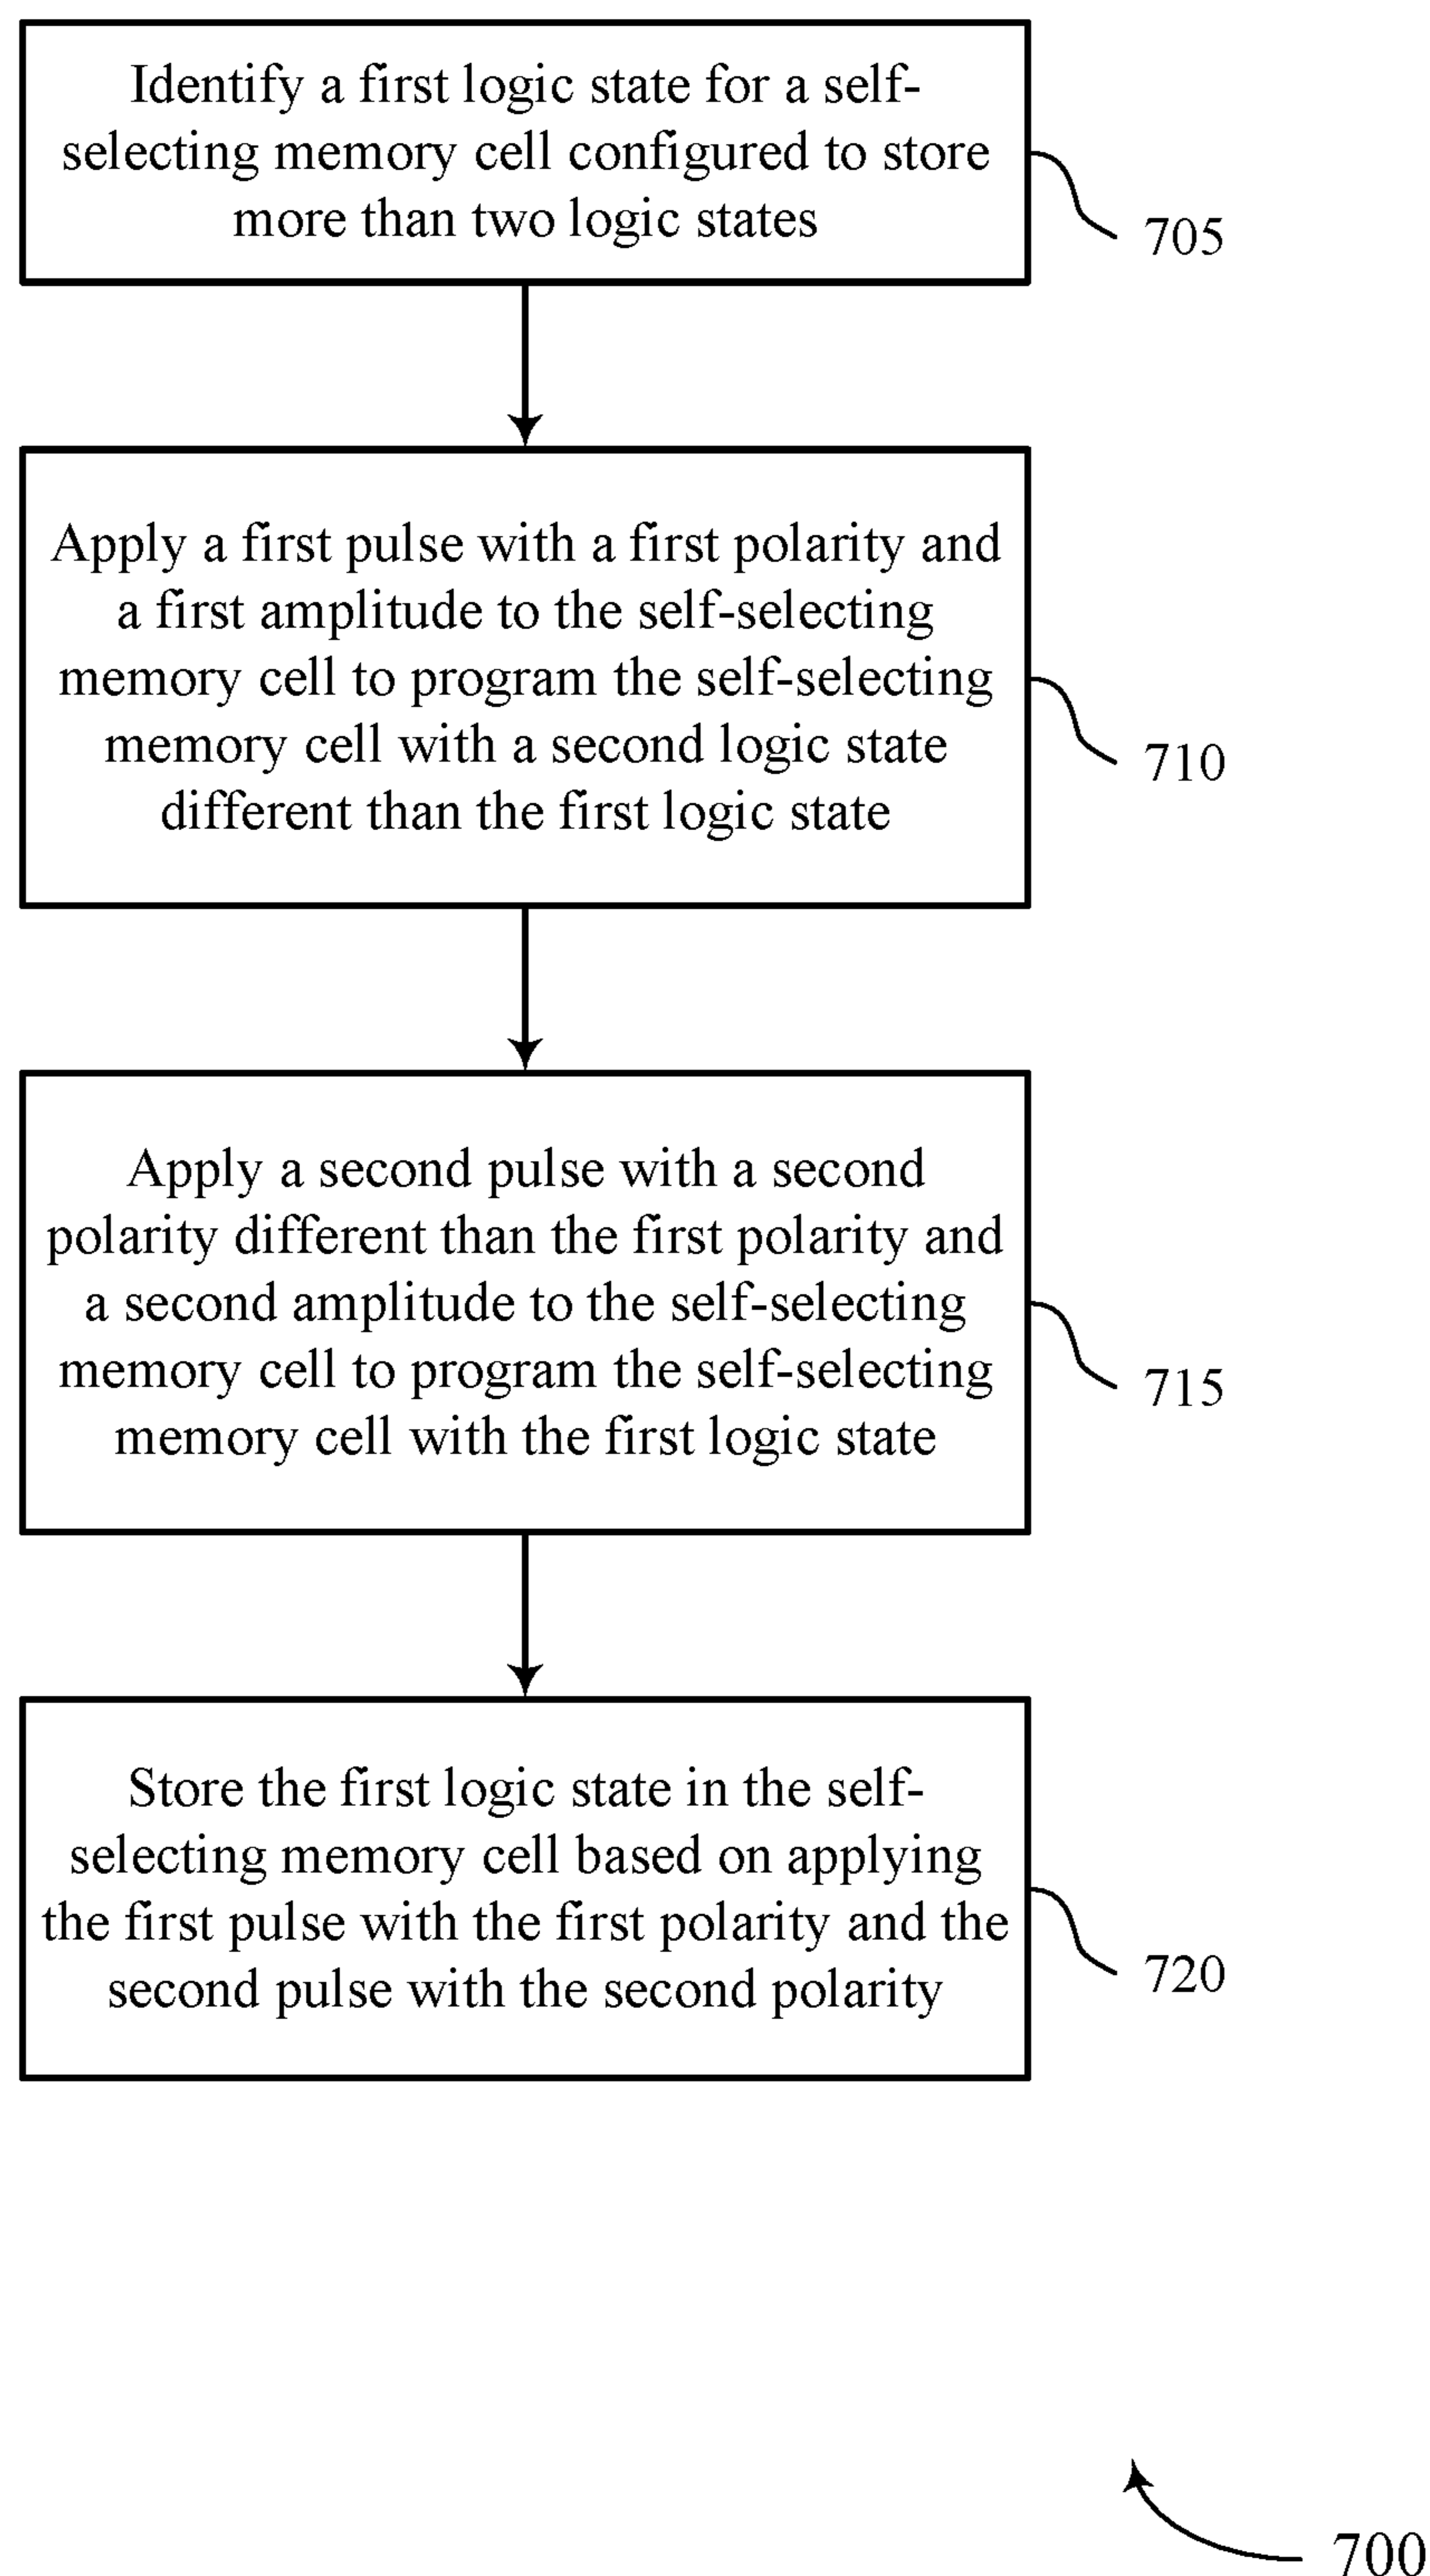 Identify a first logic state for a self-
selecting memory cell configured to store
more than two logic states
705
Apply a first pulse with a first polarity and
a first amplitude to the self-selecting
memory cell to program the self-selecting
memory cell with a second logic state
different than the first logic state
710
Apply a second pulse with a second
polarity different than the first polarity and
a second amplitude to the self-selecting
memory cell to program the self-selecting
memory cell with the first logic state
715
Store the first logic state in the self-
selecting memory cell based on applying
the first pulse with the first polarity and the
second pulse with the second polarity
720
700